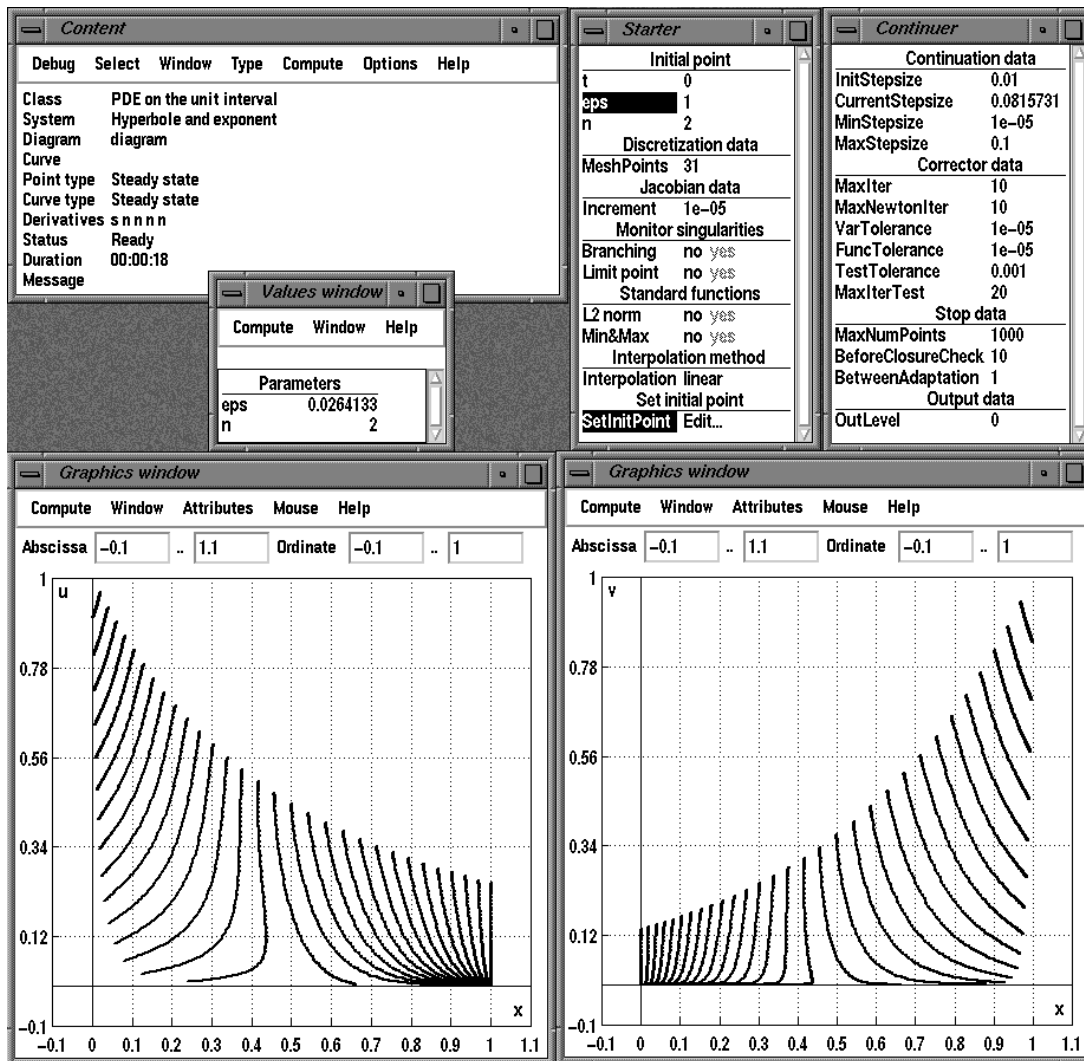 Content
Debug Select Window Type Compute Options Help
Class PDE on the unit interval
System Hyperbole and exponent
Diagram diagram
Curve
Point type Steady state
Curve type Steady state
Derivatives s n n n n
Status Ready
Duration 00:00:18
Message
Values window
Compute Window Help
Parameters
eps 0.0264133
n 2
Starter
Initial point
t 0
eps 1
n 2
Discretization data
MeshPoints 31
Jacobian data
Increment 1e-05
Monitor singularities
Branching no yes
Limit point no yes
Standard functions
L2 norm no yes
Min&Max no yes
Interpolation method
Interpolation linear
Set initial point
SetInitPoint Edit...
Continuer
Continuation data
InitStepsize 0.01
CurrentStepsize 0.0815731
MinStepsize 1e-05
MaxStepsize 0.1
Corrector data
MaxIter 10
MaxNewtonIter 10
VarTolerance 1e-05
FuncTolerance 1e-05
TestTolerance 0.001
MaxIterTest 20
Stop data
MaxNumPoints 1000
BeforeClosureCheck 10
BetweenAdaptation 1
Output data
OutLevel 0
Graphics window
Compute Window Attributes Mouse Help
Abscissa -0.1 .. 1.1 Ordinate -0.1 .. 1
1
u
0.78
0.56
0.34
0.12
x
-0.1
-0.1 0 0.1 0.2 0.3 0.4 0.5 0.6 0.7 0.8 0.9 1 1.1
Graphics window
Compute Window Attributes Mouse Help
Abscissa -0.1 .. 1.1 Ordinate -0.1 .. 1
1
v
0.78
0.56
0.34
0.12
x
-0.1
-0.1 0 0.1 0.2 0.3 0.4 0.5 0.6 0.7 0.8 0.9 1 1.1